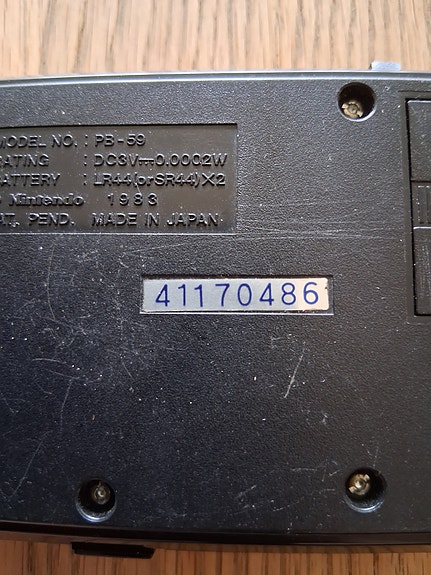 MODEL NO. : PB-59
RATING : DC3V⎓0.0002W
BATTERY : LR44(orSR44)X2
© Nintendo 1983
PAT. PEND. MADE IN JAPAN
41170486